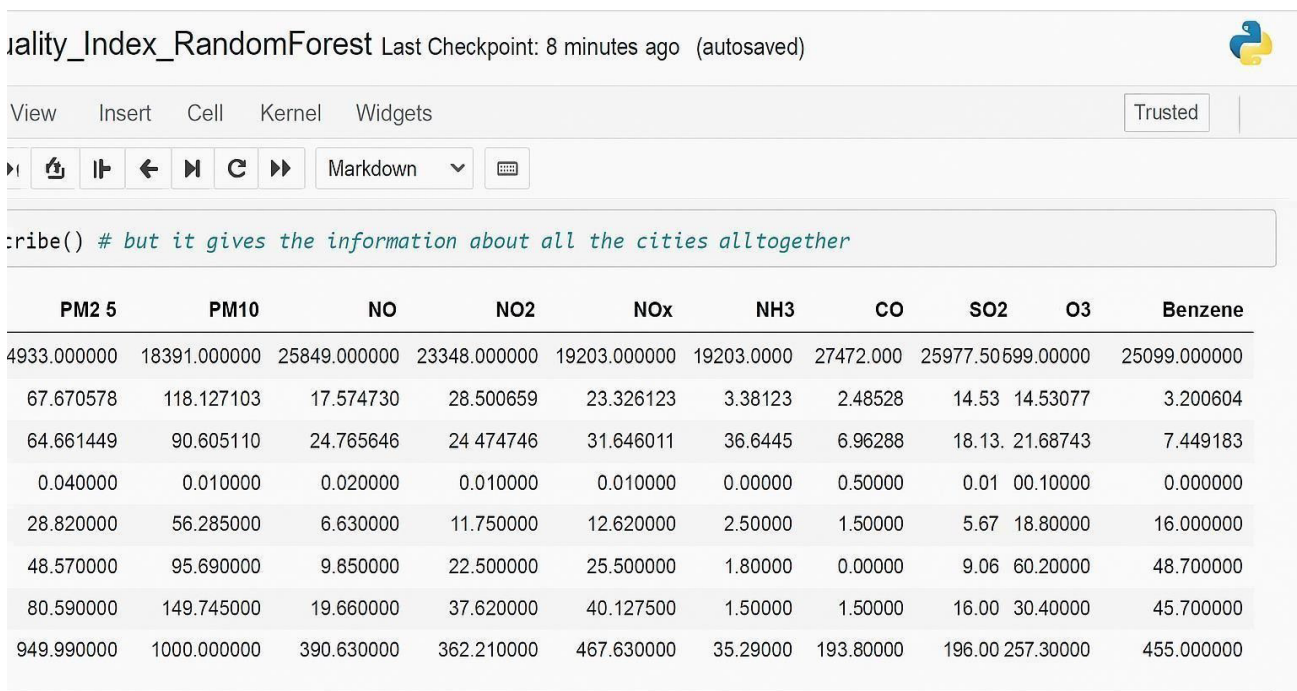 uality_Index_RandomForest Last Checkpoint: 8 minutes ago (autosaved)
View Insert Cell Kernel Widgets Trusted
Markdown
cribe() # but it gives the information about all the cities alltogether
PM2 5 PM10 NO NO2 NOx NH3 CO SO2 O3 Benzene
4933.000000 18391.000000 25849.000000 23348.000000 19203.000000 19203.0000 27472.000 25977.50 599.00000 25099.000000
67.670578 118.127103 17.574730 28.500659 23.326123 3.38123 2.48528 14.53 14.53077 3.200604
64.661449 90.605110 24.765646 24 474746 31.646011 36.6445 6.96288 18.13. 21.68743 7.449183
0.040000 0.010000 0.020000 0.010000 0.010000 0.00000 0.50000 0.01 00.10000 0.000000
28.820000 56.285000 6.630000 11.750000 12.620000 2.50000 1.50000 5.67 18.80000 16.000000
48.570000 95.690000 9.850000 22.500000 25.500000 1.80000 0.00000 9.06 60.20000 48.700000
80.590000 149.745000 19.660000 37.620000 40.127500 1.50000 1.50000 16.00 30.40000 45.700000
949.990000 1000.000000 390.630000 362.210000 467.630000 35.29000 193.80000 196.00 257.30000 455.000000